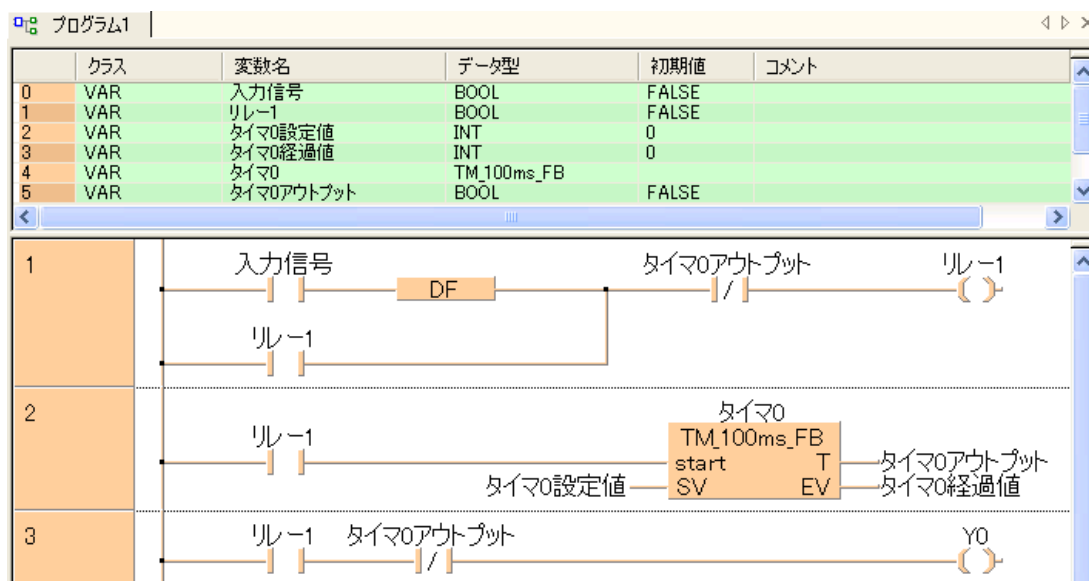 プログラム1
クラス 変数名 データ型 初期値 コメント
0 VAR 入力信号 BOOL FALSE
1 VAR リレー1 BOOL FALSE
2 VAR タイマ0設定値 INT 0
3 VAR タイマ0経過値 INT 0
4 VAR タイマ0 TM_100ms_FB
5 VAR タイマ0アウトプット BOOL FALSE
1
入力信号 タイマ0アウトプット リレー1
DF
リレー1
2
タイマ0
リレー1 TM_100ms_FB
start T タイマ0アウトプット
タイマ0設定値 SV EV タイマ0経過値
3
リレー1 タイマ0アウトプット Y0